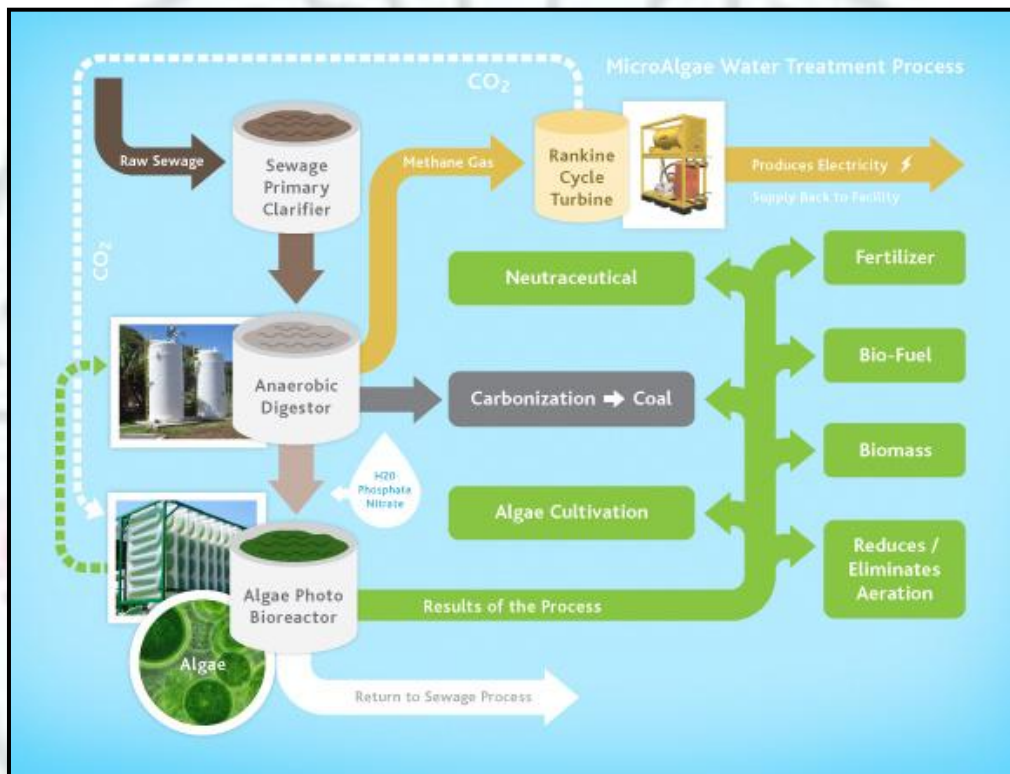 MicroAlgae Water Treatment Process
CO₂
Raw Sewage
Sewage
Primary
Clarifier
Methane Gas
Rankine
Cycle
Turbine
Produces Electricity
Supply Back to Facility
CO₂
Neutraceutical
Fertilizer
Bio-Fuel
Anaerobic
Digestor
Carbonization → Coal
Biomass
H20
Phosphate
Nitrate
Algae Cultivation
Reduces /
Eliminates
Aeration
Algae Photo
Bioreactor
Results of the Process
Algae
Return to Sewage Process